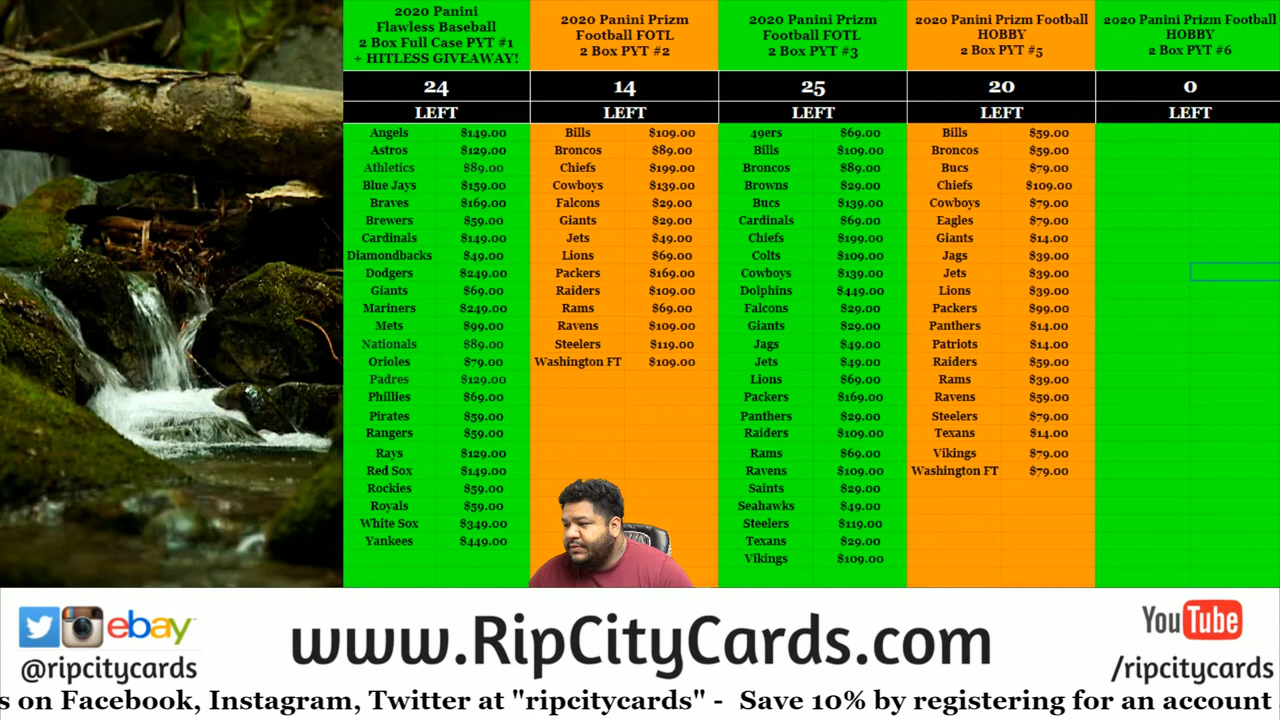 2020 Panini
Flawless Baseball
2 Box Full Case PYT #1
+ HITLESS GIVEAWAY!
24
LEFT
Angels $149.00
Astros $129.00
Athletics $89.00
Blue Jays $159.00
Braves $169.00
Brewers $59.00
Cardinals $149.00
Diamondbacks $49.00
Dodgers $249.00
Giants $69.00
Mariners $249.00
Mets $99.00
Nationals $89.00
Orioles $79.00
Padres $129.00
Phillies $69.00
Pirates $59.00
Rangers $59.00
Rays $129.00
Red Sox $149.00
Rockies $59.00
Royals $59.00
White Sox $349.00
Yankees $449.00
2020 Panini Prizm
Football FOTL
2 Box PYT #2
14
LEFT
Bills $109.00
Broncos $89.00
Chiefs $199.00
Cowboys $139.00
Falcons $29.00
Giants $29.00
Jets $49.00
Lions $69.00
Packers $169.00
Raiders $109.00
Rams $69.00
Ravens $109.00
Steelers $119.00
Washington FT $109.00
2020 Panini Prizm
Football FOTL
2 Box PYT #3
25
LEFT
49ers $69.00
Bills $109.00
Broncos $89.00
Browns $29.00
Bucs $139.00
Cardinals $69.00
Chiefs $199.00
Colts $109.00
Cowboys $139.00
Dolphins $449.00
Falcons $29.00
Giants $29.00
Jags $49.00
Jets $49.00
Lions $69.00
Packers $169.00
Panthers $29.00
Raiders $109.00
Rams $69.00
Ravens $109.00
Saints $29.00
Seahawks $49.00
Steelers $119.00
Texans $29.00
Vikings $109.00
2020 Panini Prizm Football
HOBBY
2 Box PYT #5
20
LEFT
Bills $59.00
Broncos $59.00
Bucs $79.00
Chiefs $109.00
Cowboys $79.00
Eagles $79.00
Giants $14.00
Jags $39.00
Jets $39.00
Lions $39.00
Packers $99.00
Panthers $14.00
Patriots $14.00
Raiders $59.00
Rams $39.00
Ravens $59.00
Steelers $79.00
Texans $14.00
Vikings $79.00
Washington FT $79.00
2020 Panini Prizm Football
HOBBY
2 Box PYT #6
0
LEFT
ebay
@ripcitycards
www.RipCityCards.com
YouTube
/ripcitycards
s on Facebook, Instagram, Twitter at "ripcitycards" - Save 10% by registering for an account